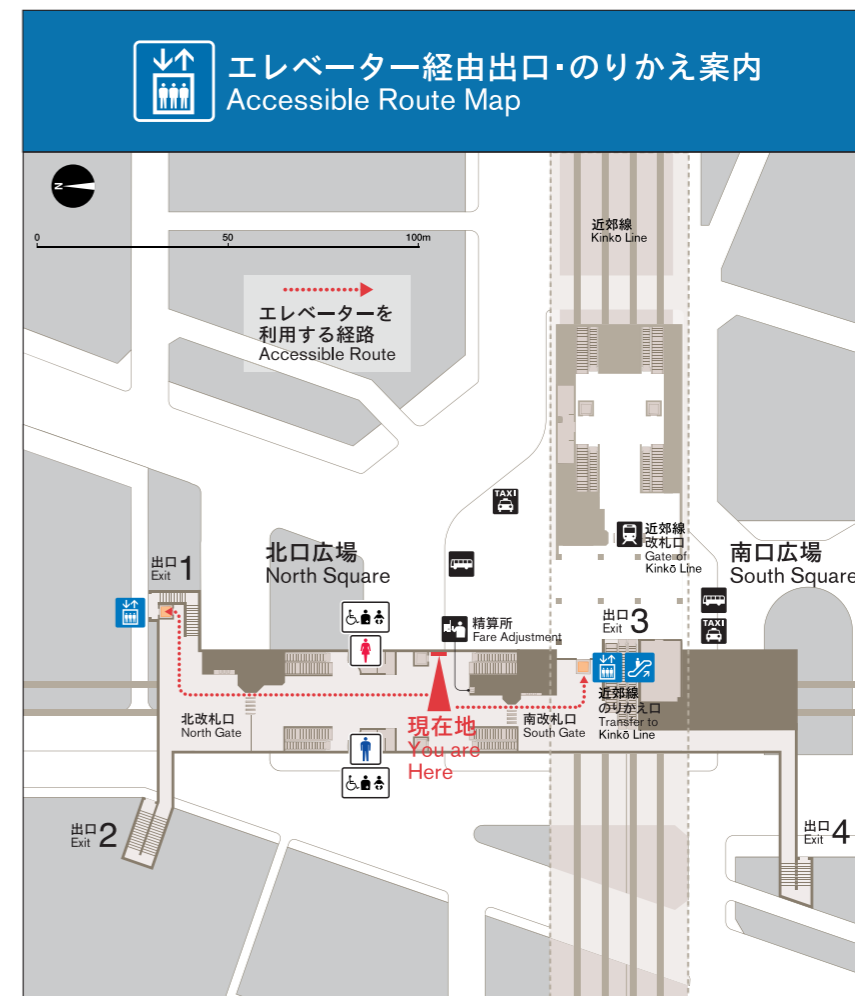 エレベーター経由出口・のりかえ案内
Accessible Route Map
N
0 50 100m
近郊線
Kinkō Line
エレベーターを
利用する経路
Accessible Route
TAXI
近郊線
改札口
Gate of
Kinkō Line
北口広場
North Square
南口広場
South Square
出口 1
Exit
出口 3
Exit
TAXI
精算所
Fare Adjustment
近郊線
のりかえ口
Transfer to
Kinkō Line
北改札口
North Gate
現在地
You are
Here
南改札口
South Gate
出口 2
Exit
出口 4
Exit